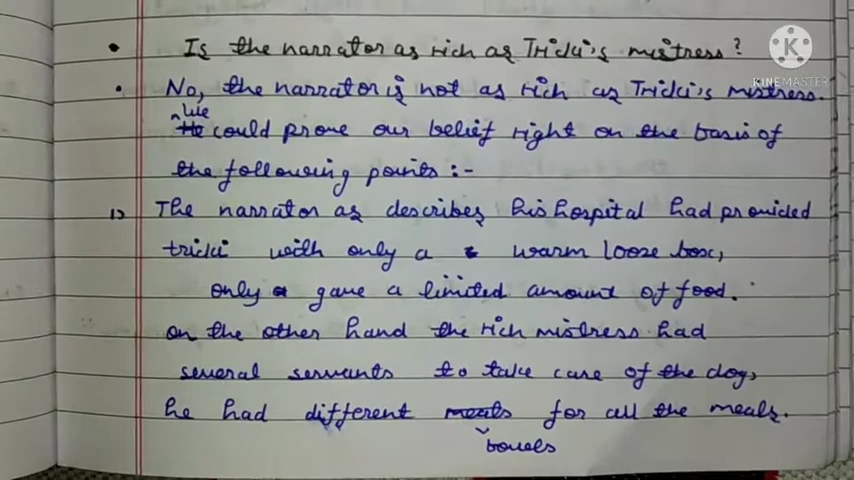 Is the narrator as rich as Tricki's mistress?
K
KINEMASTER
No, the narrator is not as rich as Tricki's mistress.
We
He could prove our belief right on the basis of
the following points :-
1) The narrator as describes his hospital had provided
tricki with only a warm loose box,
only a gave a limited amount of food.
on the other hand the rich mistress had
several servants to take care of the dog,
he had different meals for all the meals.
bowels